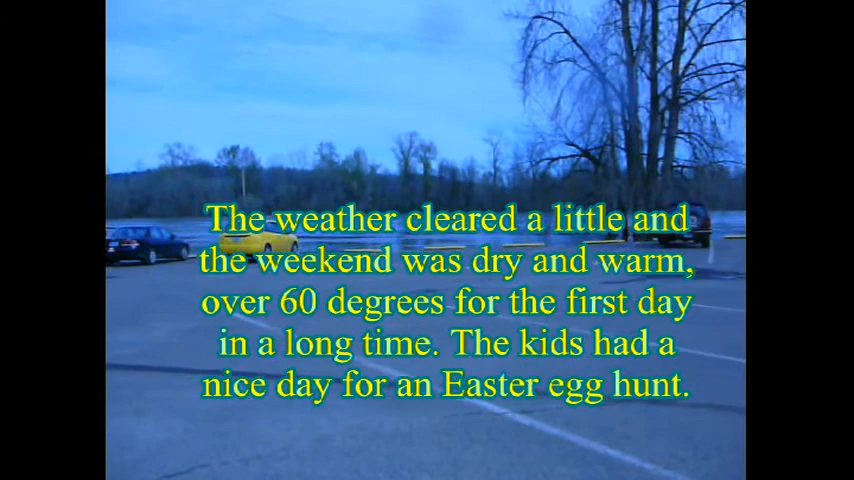 The weather cleared a little and
the weekend was dry and warm,
over 60 degrees for the first day
in a long time. The kids had a
nice day for an Easter egg hunt.